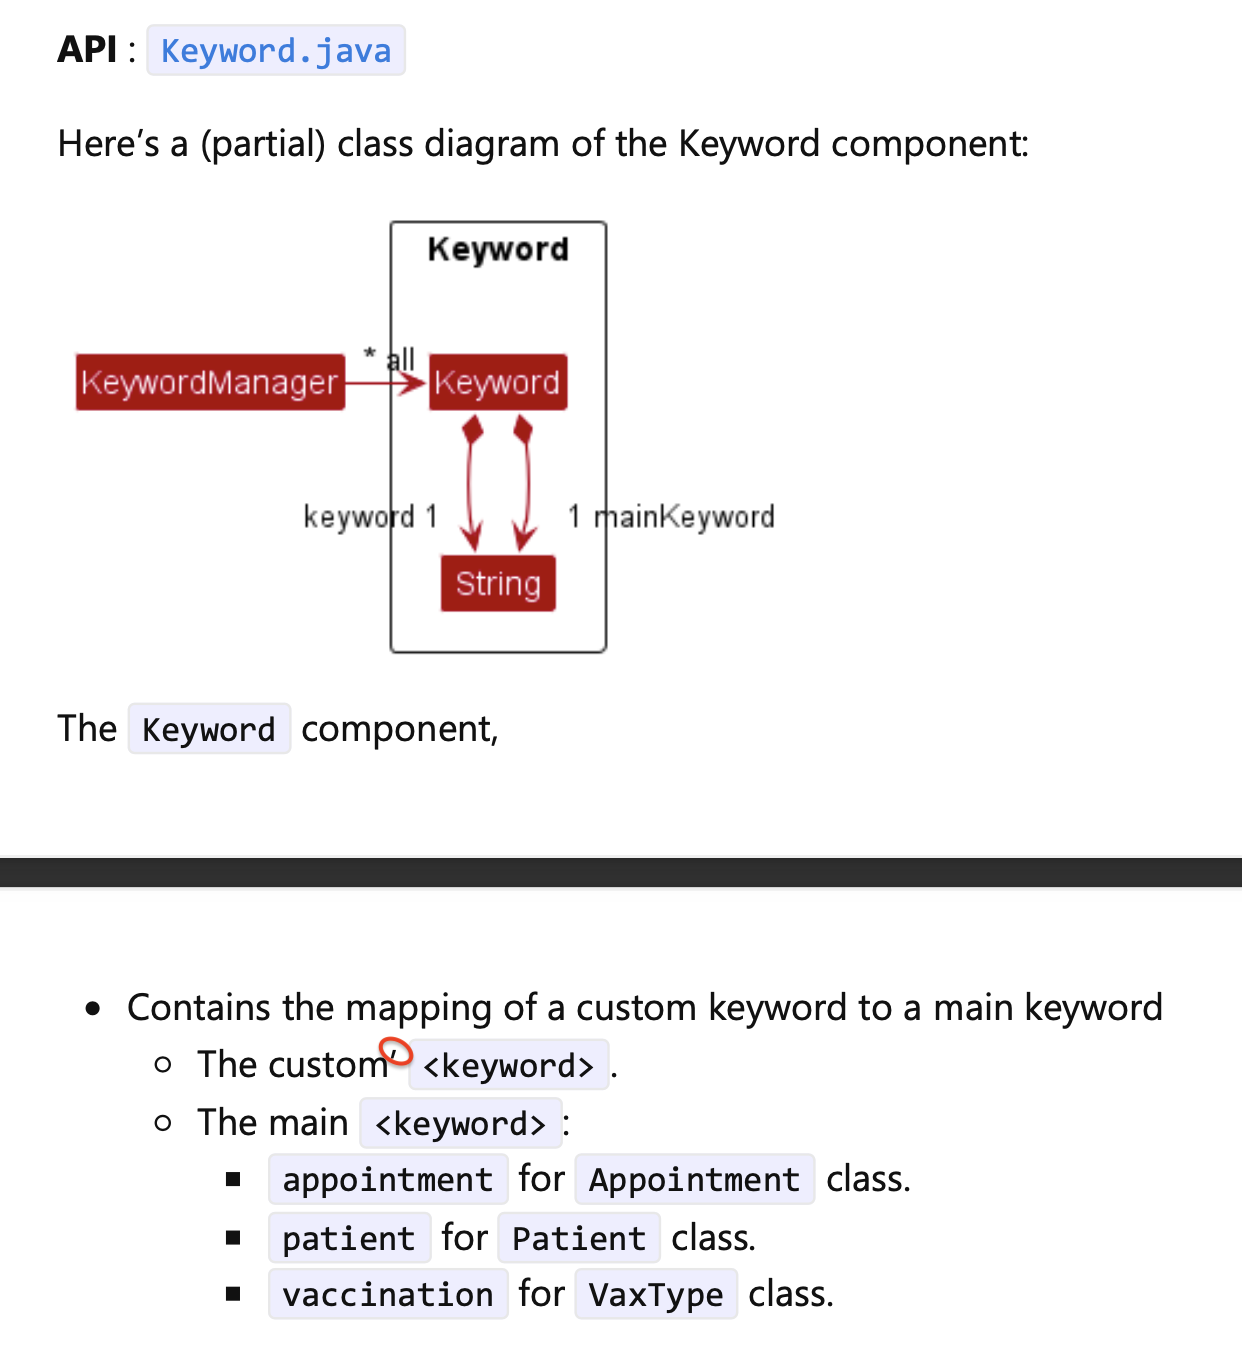 API : Keyword.java
Here’s a (partial) class diagram of the Keyword component:
Keyword
* all
KeywordManager
Keyword
keyword 1
1 mainKeyword
String
The Keyword component,
• Contains the mapping of a custom keyword to a main keyword
○ The custom’ <keyword> .
○ The main <keyword> :
▪ appointment for Appointment class.
▪ patient for Patient class.
▪ vaccination for VaxType class.